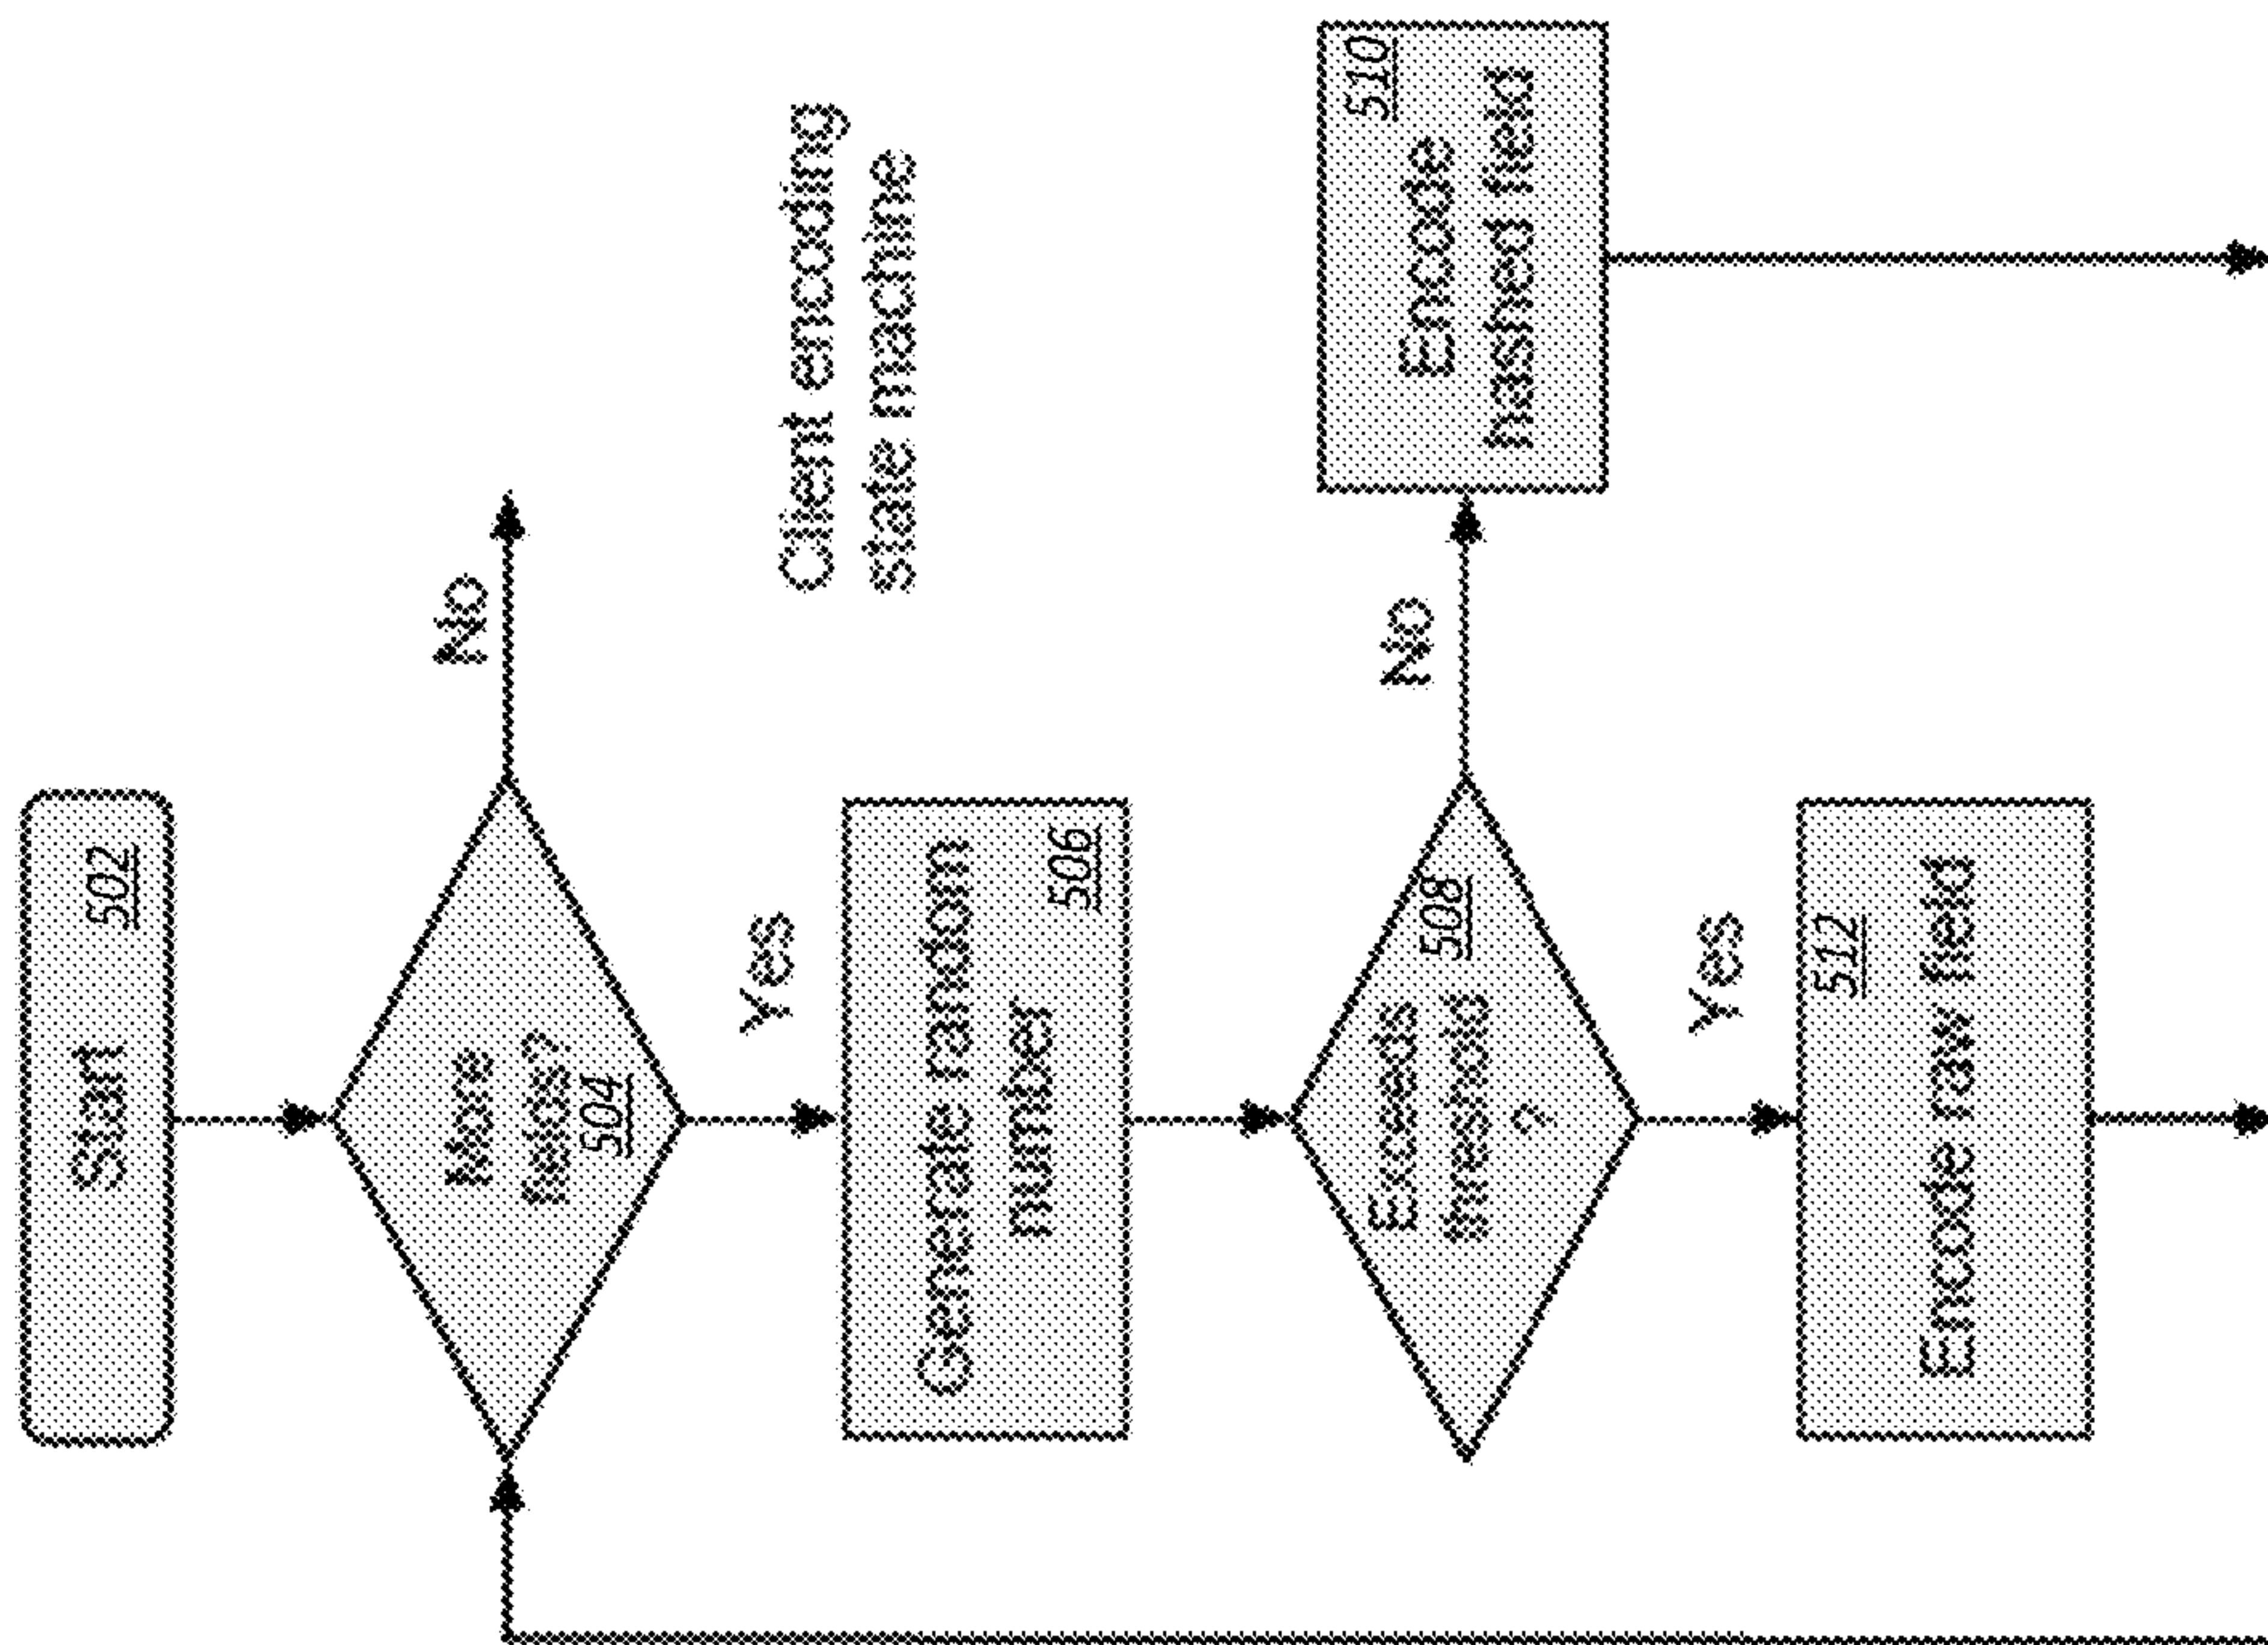 Start
502
More
fields?
504
No
Yes
Client encoding
state machine
Generate random
number
506
Exceeds
threshold
?
508
No
Encode
hashed field
510
Yes
Encode raw field
512